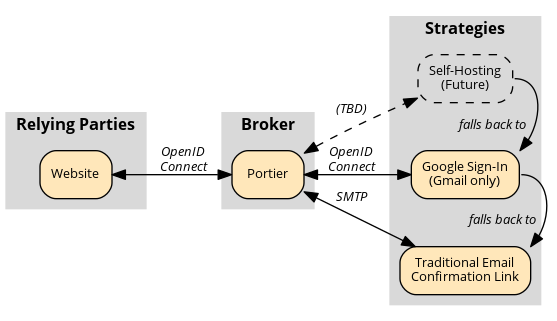 Strategies
Self-Hosting
(Future)
Relying Parties
Broker
(TBD)
falls back to
Website
OpenID
Connect
Portier
OpenID
Connect
Google Sign-In
(Gmail only)
SMTP
falls back to
Traditional Email
Confirmation Link